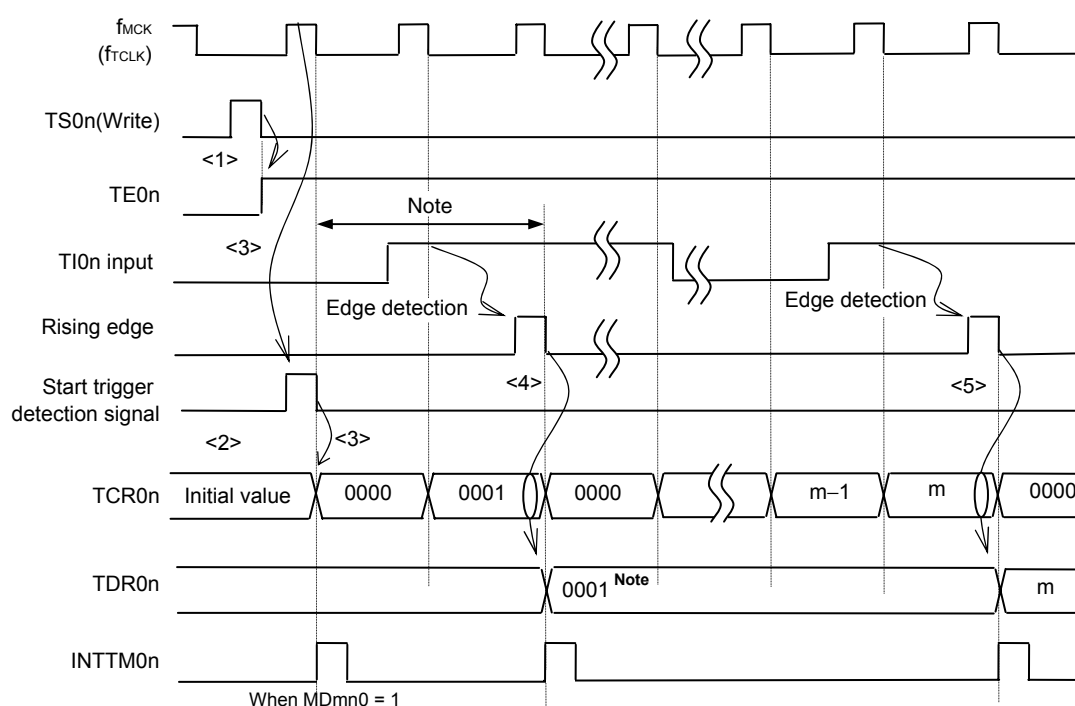 fMCK
(fTCLK)
TS0n(Write)
<1>
TE0n
Note
<3>
TI0n input
Edge detection
Edge detection
Rising edge
<4>
<5>
Start trigger
detection signal
<2>
<3>
TCR0n
Initial value
0000
0001
0000
m−1
m
0000
TDR0n
0001 Note
m
INTTM0n
When MDmn0 = 1